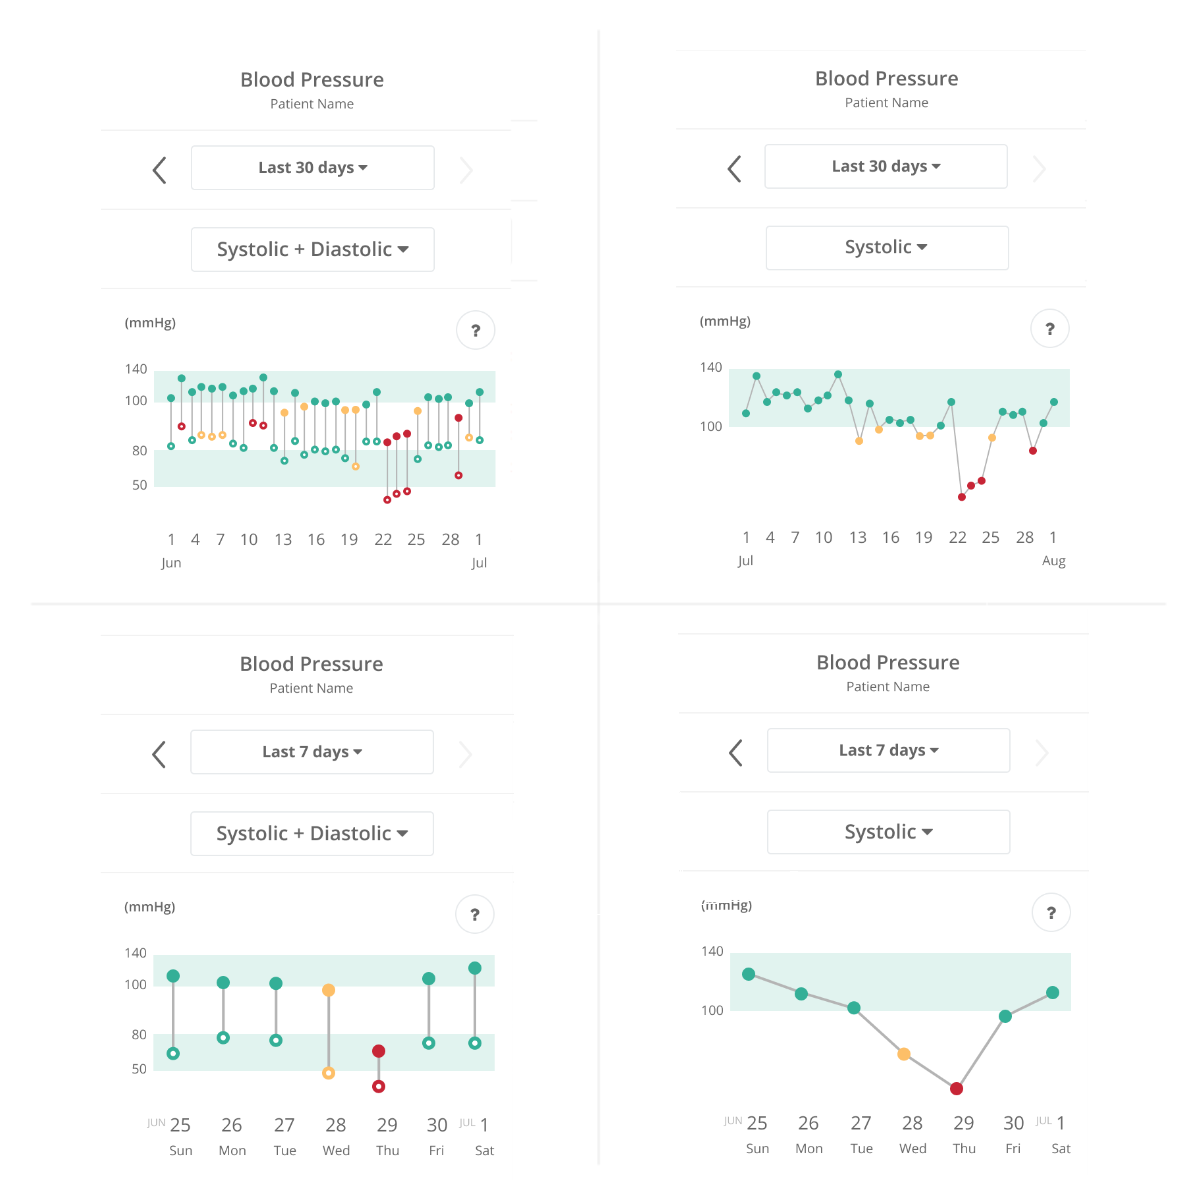 Blood Pressure
Patient Name
Last 30 days
Systolic + Diastolic
(mmHg)
?
140
100
80
50
1 4 7 10 13 16 19 22 25 28 1
Jun Jul
Blood Pressure
Patient Name
Last 30 days
Systolic
(mmHg)
?
140
100
1 4 7 10 13 16 19 22 25 28 1
Jul Aug
Blood Pressure
Patient Name
Last 7 days
Systolic + Diastolic
(mmHg)
?
140
100
80
50
JUN 25 26 27 28 29 30 JUL 1
Sun Mon Tue Wed Thu Fri Sat
Blood Pressure
Patient Name
Last 7 days
Systolic
(mmHg)
?
140
100
JUN 25 26 27 28 29 30 JUL 1
Sun Mon Tue Wed Thu Fri Sat